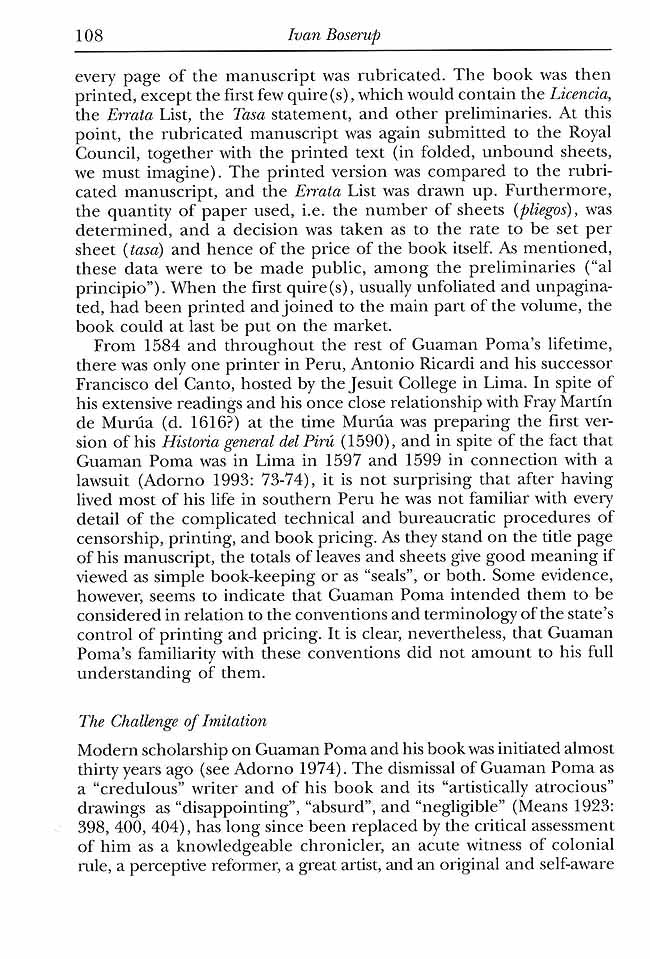 108 Ivan Boserup
every page of the manuscript was rubricated. The book was then
printed, except the first few quire(s), which would contain the Licencia,
the Errata List, the Tasa statement, and other preliminaries. At this
point, the rubricated manuscript was again submitted to the Royal
Council, together with the printed text (in folded, unbound sheets,
we must imagine). The printed version was compared to the rubri-
cated manuscript, and the Errata List was drawn up. Furthermore,
the quantity of paper used, i.e. the number of sheets (pliegos), was
determined, and a decision was taken as to the rate to be set per
sheet (tasa) and hence of the price of the book itself. As mentioned,
these data were to be made public, among the preliminaries (“al
principio”). When the first quire(s), usually unfoliated and unpagina-
ted, had been printed and joined to the main part of the volume, the
book could at last be put on the market.
From 1584 and throughout the rest of Guaman Poma’s lifetime,
there was only one printer in Peru, Antonio Ricardi and his successor
Francisco del Canto, hosted by the Jesuit College in Lima. In spite of
his extensive readings and his once close relationship with Fray Martín
de Murúa (d. 1616?) at the time Murúa was preparing the first ver-
sion of his Historia general del Pirú (1590), and in spite of the fact that
Guaman Poma was in Lima in 1597 and 1599 in connection with a
lawsuit (Adorno 1993: 73-74), it is not surprising that after having
lived most of his life in southern Peru he was not familiar with every
detail of the complicated technical and bureaucratic procedures of
censorship, printing, and book pricing. As they stand on the title page
of his manuscript, the totals of leaves and sheets give good meaning if
viewed as simple book-keeping or as “seals”, or both. Some evidence,
however, seems to indicate that Guaman Poma intended them to be
considered in relation to the conventions and terminology of the state’s
control of printing and pricing. It is clear, nevertheless, that Guaman
Poma’s familiarity with these conventions did not amount to his full
understanding of them.
The Challenge of Imitation
Modern scholarship on Guaman Poma and his book was initiated almost
thirty years ago (see Adorno 1974). The dismissal of Guaman Poma as
a “credulous” writer and of his book and its “artistically atrocious”
drawings as “disappointing”, “absurd”, and “negligible” (Means 1923:
398, 400, 404), has long since been replaced by the critical assessment
of him as a knowledgeable chronicler, an acute witness of colonial
rule, a perceptive reformer, a great artist, and an original and self-aware